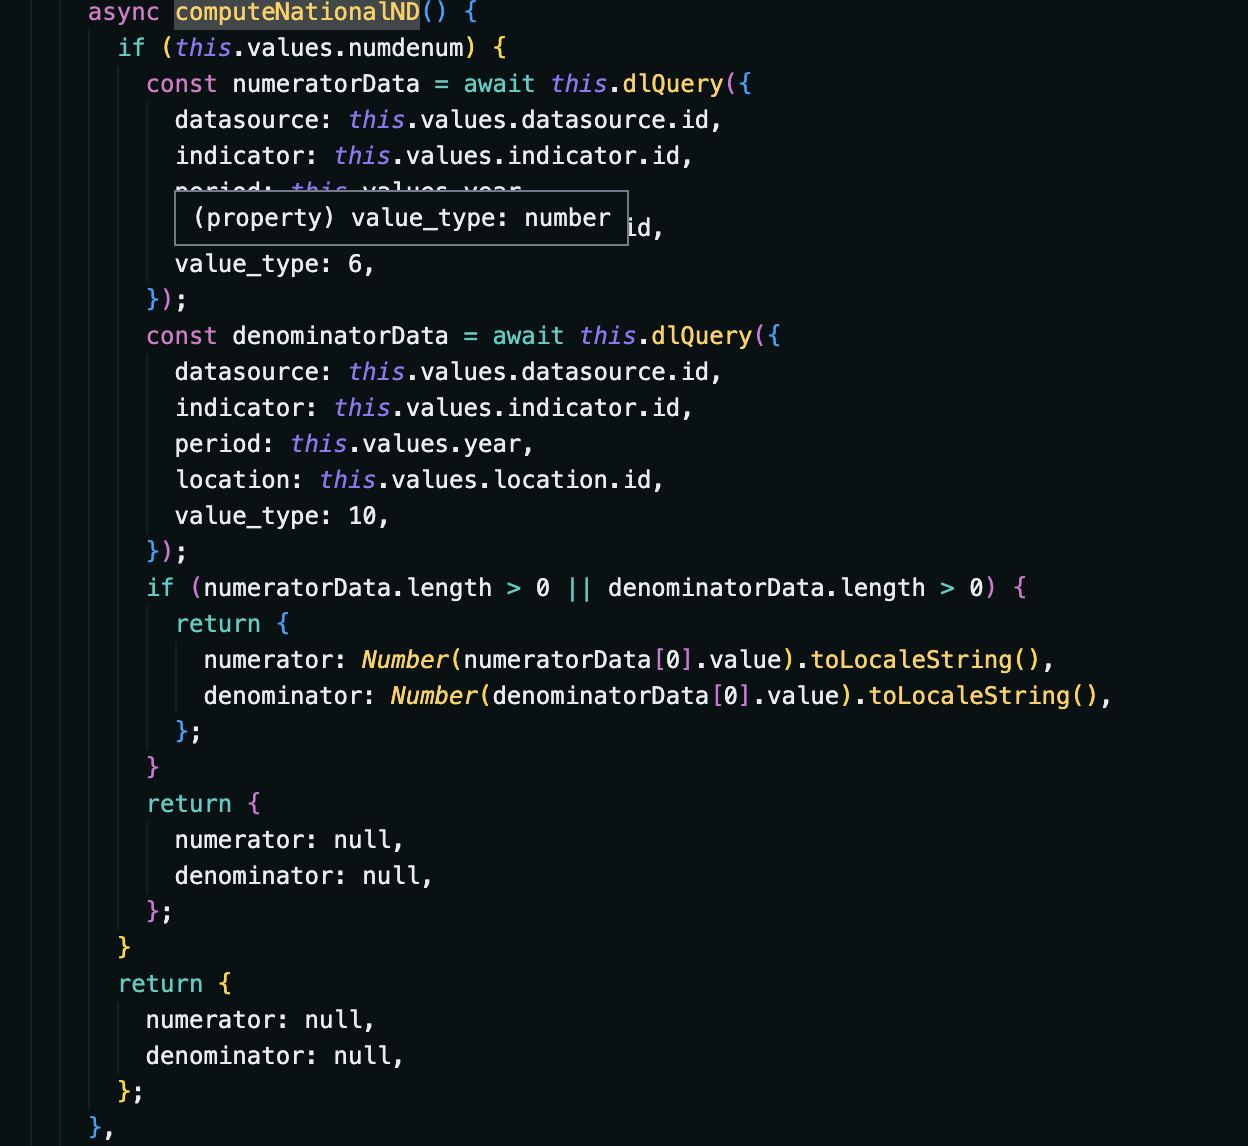 async computeNationalND() {
if (this.values.numdenum) {
const numeratorData = await this.dlQuery({
datasource: this.values.datasource.id,
indicator: this.values.indicator.id,
period: this.values.year,
(property) value_type: number
id,
value_type: 6,
});
const denominatorData = await this.dlQuery({
datasource: this.values.datasource.id,
indicator: this.values.indicator.id,
period: this.values.year,
location: this.values.location.id,
value_type: 10,
});
if (numeratorData.length > 0 || denominatorData.length > 0) {
return {
numerator: Number(numeratorData[0].value).toLocaleString(),
denominator: Number(denominatorData[0].value).toLocaleString(),
};
}
return {
numerator: null,
denominator: null,
};
}
return {
numerator: null,
denominator: null,
};
},